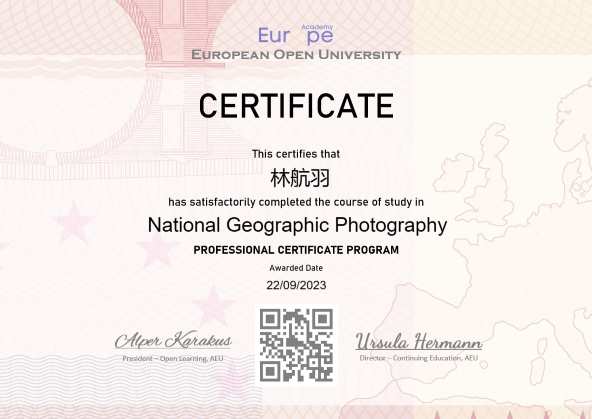 Academy
Eur pe
EUROPEAN OPEN UNIVERSITY
CERTIFICATE
This certifies that
林航羽
has satisfactorily completed the course of study in
National Geographic Photography
PROFESSIONAL CERTIFICATE PROGRAM
Awarded Date
22/09/2023
Alper Karakus
President – Open Learning, AEU
Ursula Hermann
Director – Continuing Education, AEU